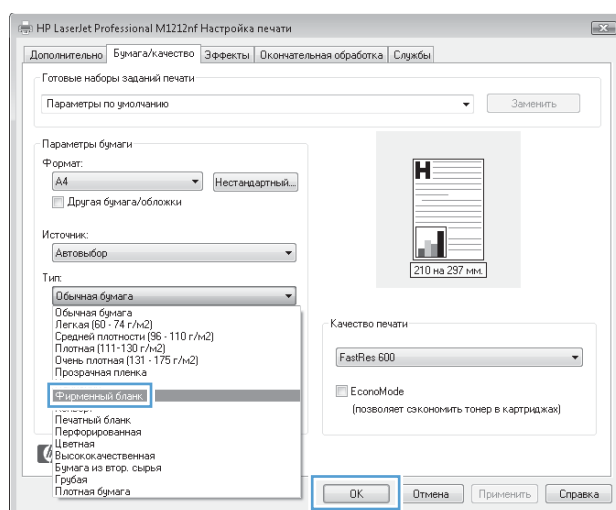 HP LaserJet Professional M1212nf Настройка печати
Дополнительно Бумага/качество Эффекты Окончательная обработка Службы
Готовые наборы заданий печати
Параметры по умолчанию Заменить
Параметры бумаги
Формат:
A4 Нестандартный...
Другая бумага/обложки
Источник:
Автовыбор
Тип:
Обычная бумага
Обычная бумага
Легкая (60 - 74 г/м2)
Средней плотности (96 - 110 г/м2)
Плотная (111-130 г/м2)
Очень плотная (131 - 175 г/м2)
Прозрачная пленка
Фирменный бланк
Печатный бланк
Перфорированная
Цветная
Высококачественная
Бумага из втор. сырья
Грубая
Плотная бумага
H
210 на 297 мм.
Качество печати
FastRes 600
EconoMode
(позволяет сэкономить тонер в картриджах)
OK Отмена Применить Справка